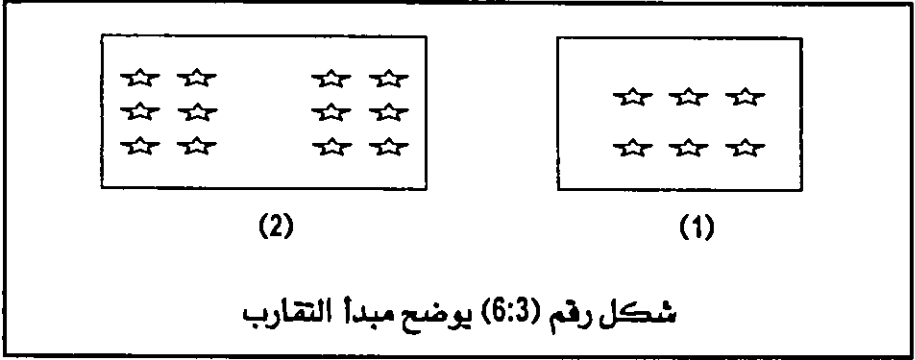 (1) (2)
شكل رقم (6:3) يوضح مبدأ التقارب